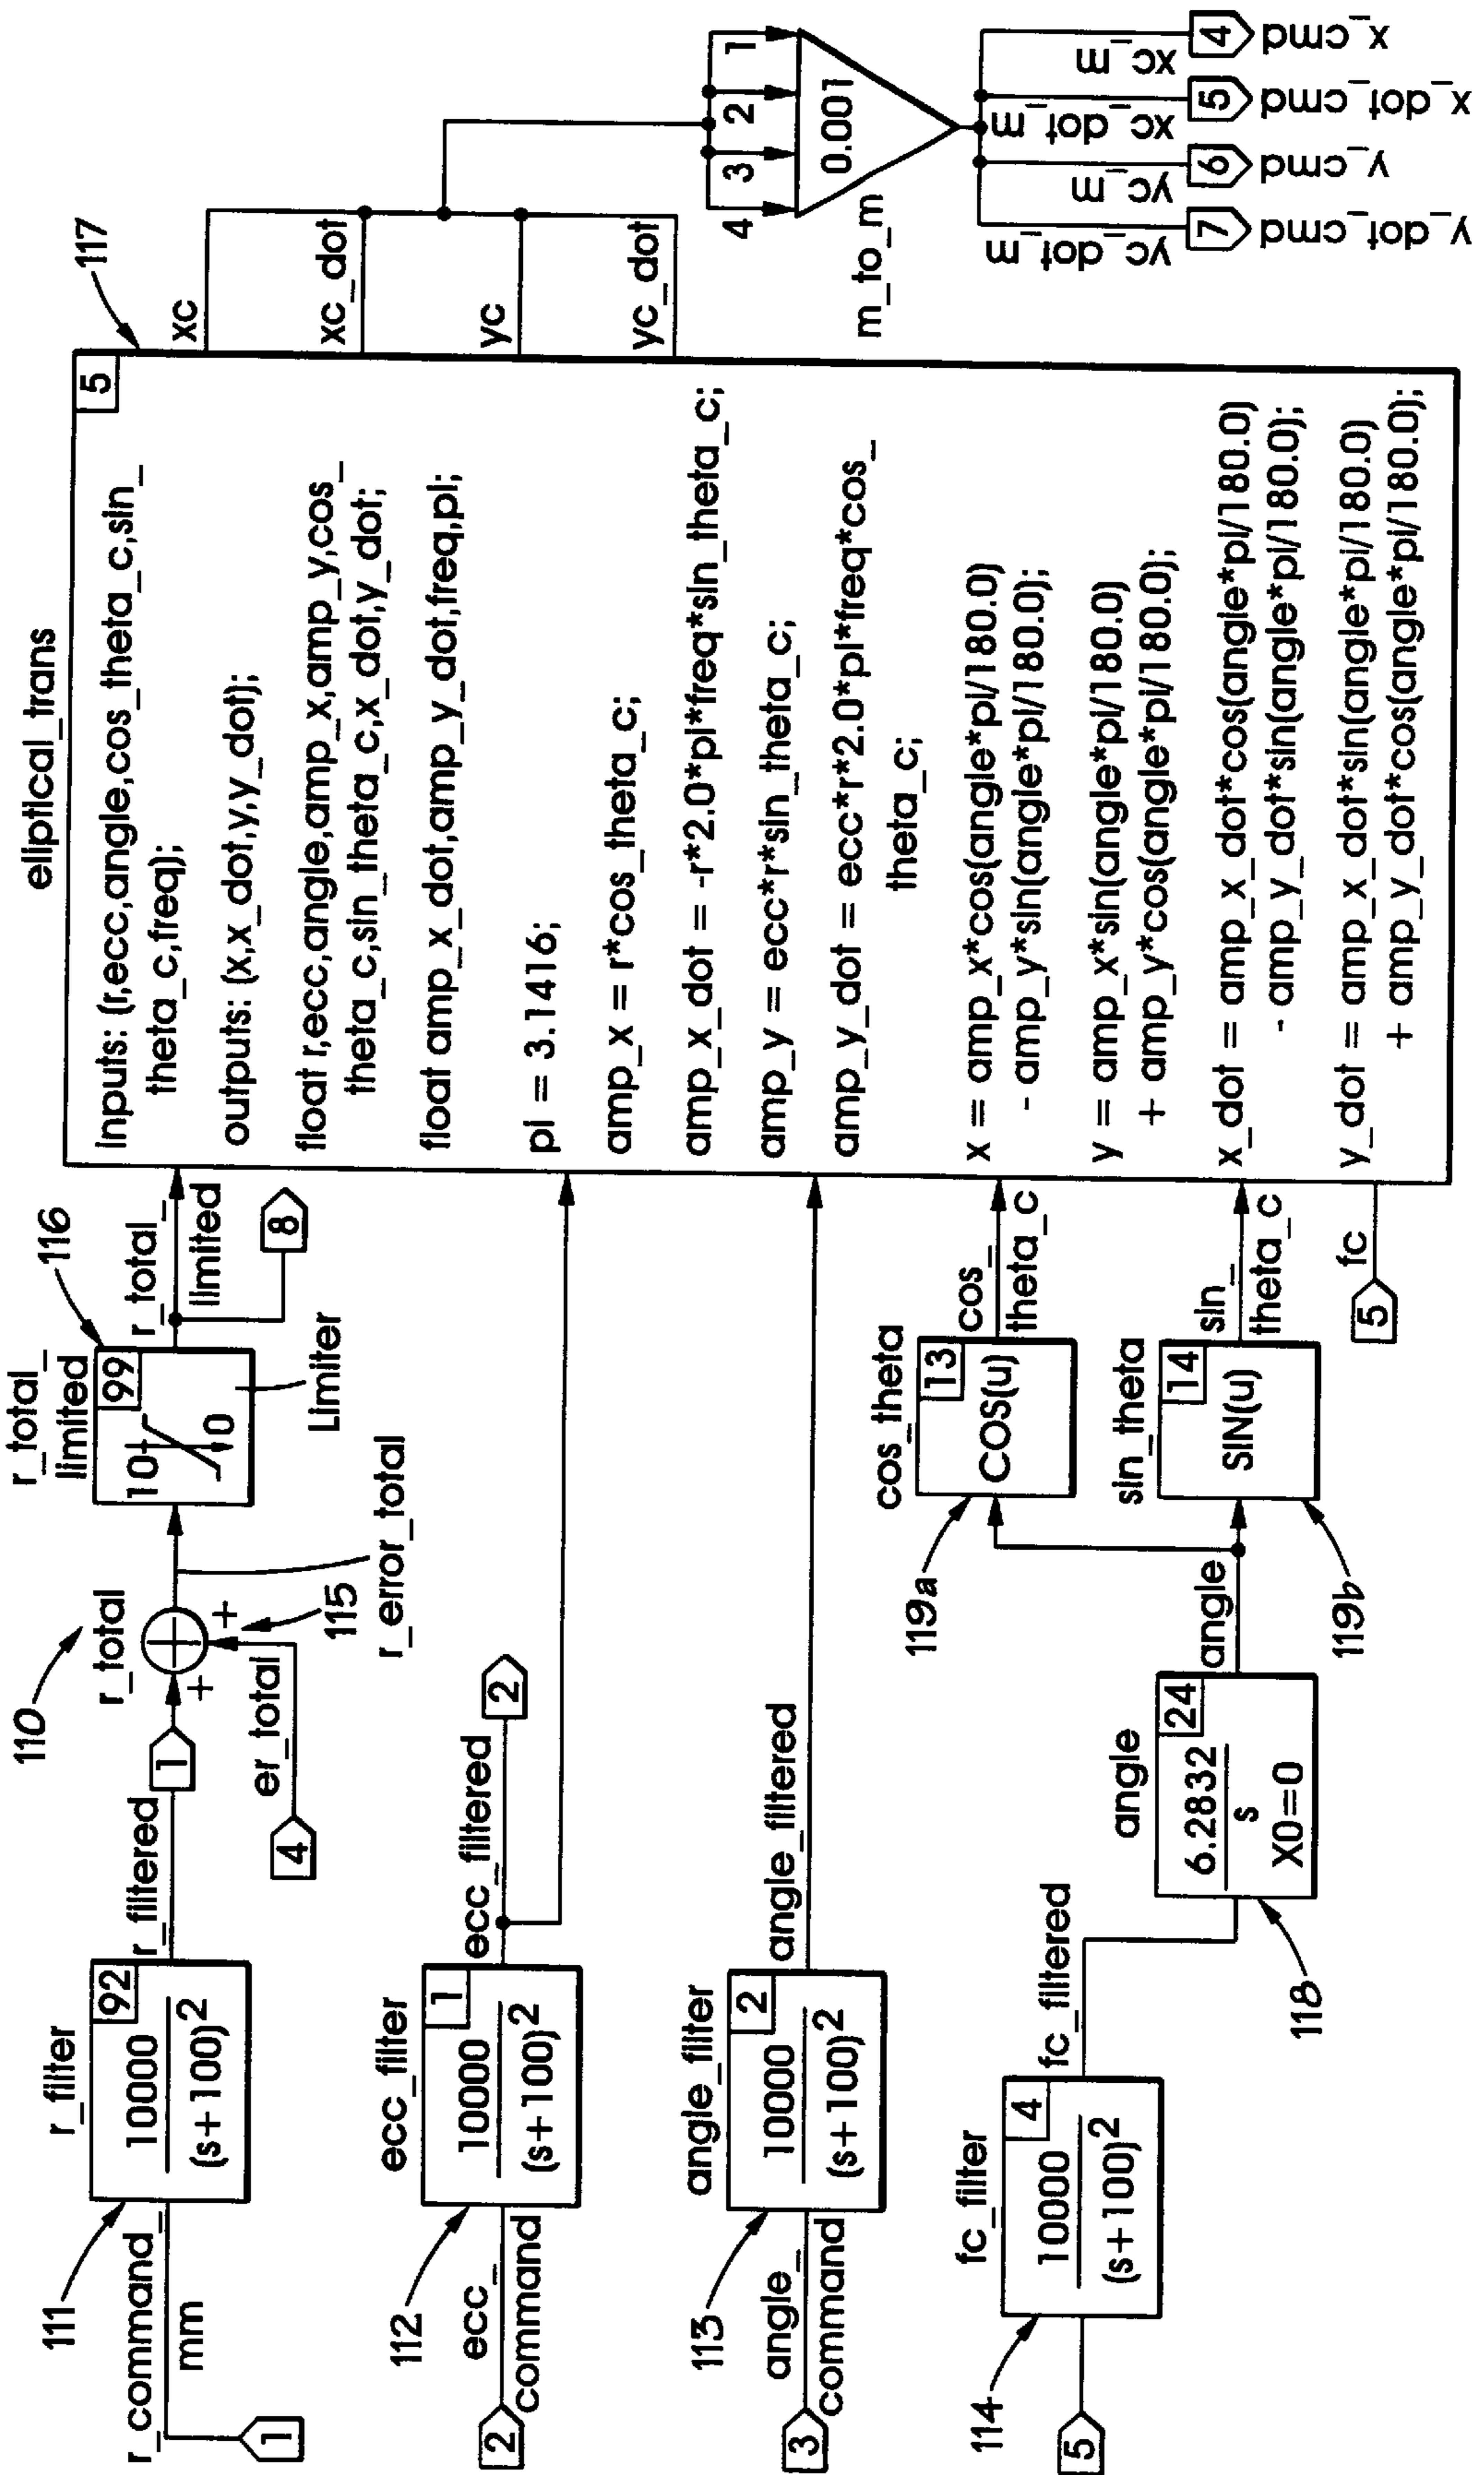 110
r_command_
mm
1
111
r_filter
92
10000
(s+100)2
r_filtered
1
+
r_total
+
115
er_total
4
r_error_total
r_total_
limited
99
10
0
Limiter
116
r_total_
limited
8
ecc_
command
2
112
ecc_filter
1
10000
(s+100)2
ecc_filtered
2
angle_
command
3
113
angle_filter
2
10000
(s+100)2
angle_filtered
5
114
fc_filter
4
10000
(s+100)2
fc_filtered
angle
24
6.2832
s
X0=0
118
angle
cos_theta
13
COS(u)
119a
cos_
theta_c
sin_theta
14
SIN(u)
119b
sin_
theta_c
5
fc
eliptical_trans
5
117
inputs: (r,ecc,angle,cos_theta_c,sin_
theta_c,freq);
outputs: (x,x_dot,y,y_dot);
float r,ecc,angle,amp_x,amp_y,cos_
theta_c,sin_theta_c,x_dot,y_dot;
float amp_x_dot,amp_y_dot,freq,pi;
pi = 3.1416;
amp_x = r*cos_theta_c;
amp_x_dot = -r*2.0*pi*freq*sin_theta_c;
amp_y = ecc*r*sin_theta_c;
amp_y_dot = ecc*r*2.0*pi*freq*cos_
theta_c;
x = amp_x*cos(angle*pi/180.0)
- amp_y*sin(angle*pi/180.0);
y = amp_x*sin(angle*pi/180.0)
+ amp_y*cos(angle*pi/180.0);
x_dot = amp_x_dot*cos(angle*pi/180.0)
- amp_y_dot*sin(angle*pi/180.0);
y_dot = amp_x_dot*sin(angle*pi/180.0)
+ amp_y_dot*cos(angle*pi/180.0);
xc
xc_dot
yc
yc_dot
1
2
3
4
0.001
m_to_m
xc_m
4
x_cmd
xc_dot_m
5
x_dot_cmd
yc_m
6
y_cmd
yc_dot_m
7
y_dot_cmd